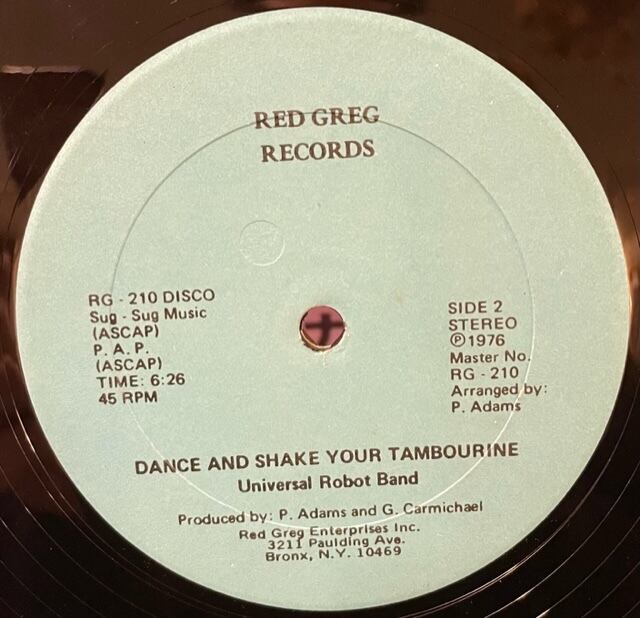 RED GREG
RECORDS
RG - 210 DISCO
Sug - Sug Music
(ASCAP)
P. A. P.
(ASCAP)
TIME: 6:26
45 RPM
SIDE 2
STEREO
Ⓟ1976
Master No.
RG - 210
Arranged by:
P. Adams
DANCE AND SHAKE YOUR TAMBOURINE
Universal Robot Band
Produced by: P. Adams and G. Carmichael
Red Greg Enterprises Inc.
3211 Paulding Ave.
Bronx, N.Y. 10469